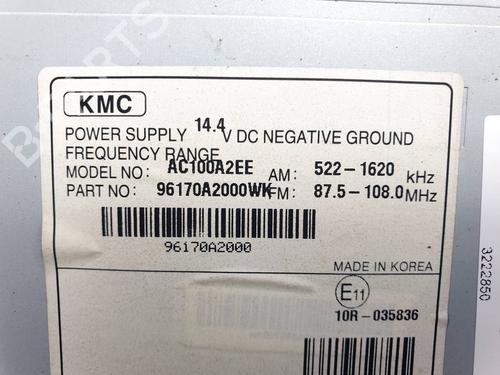 KMC
POWER SUPPLY 14.4 V DC NEGATIVE GROUND
FREQUENCY RANGE
MODEL NO: AC100A2EE AM: 522-1620 kHz
PART NO: 96170A2000WK FM: 87.5-108.0 MHz
96170A2000
MADE IN KOREA
E11
10R-035836
3222850